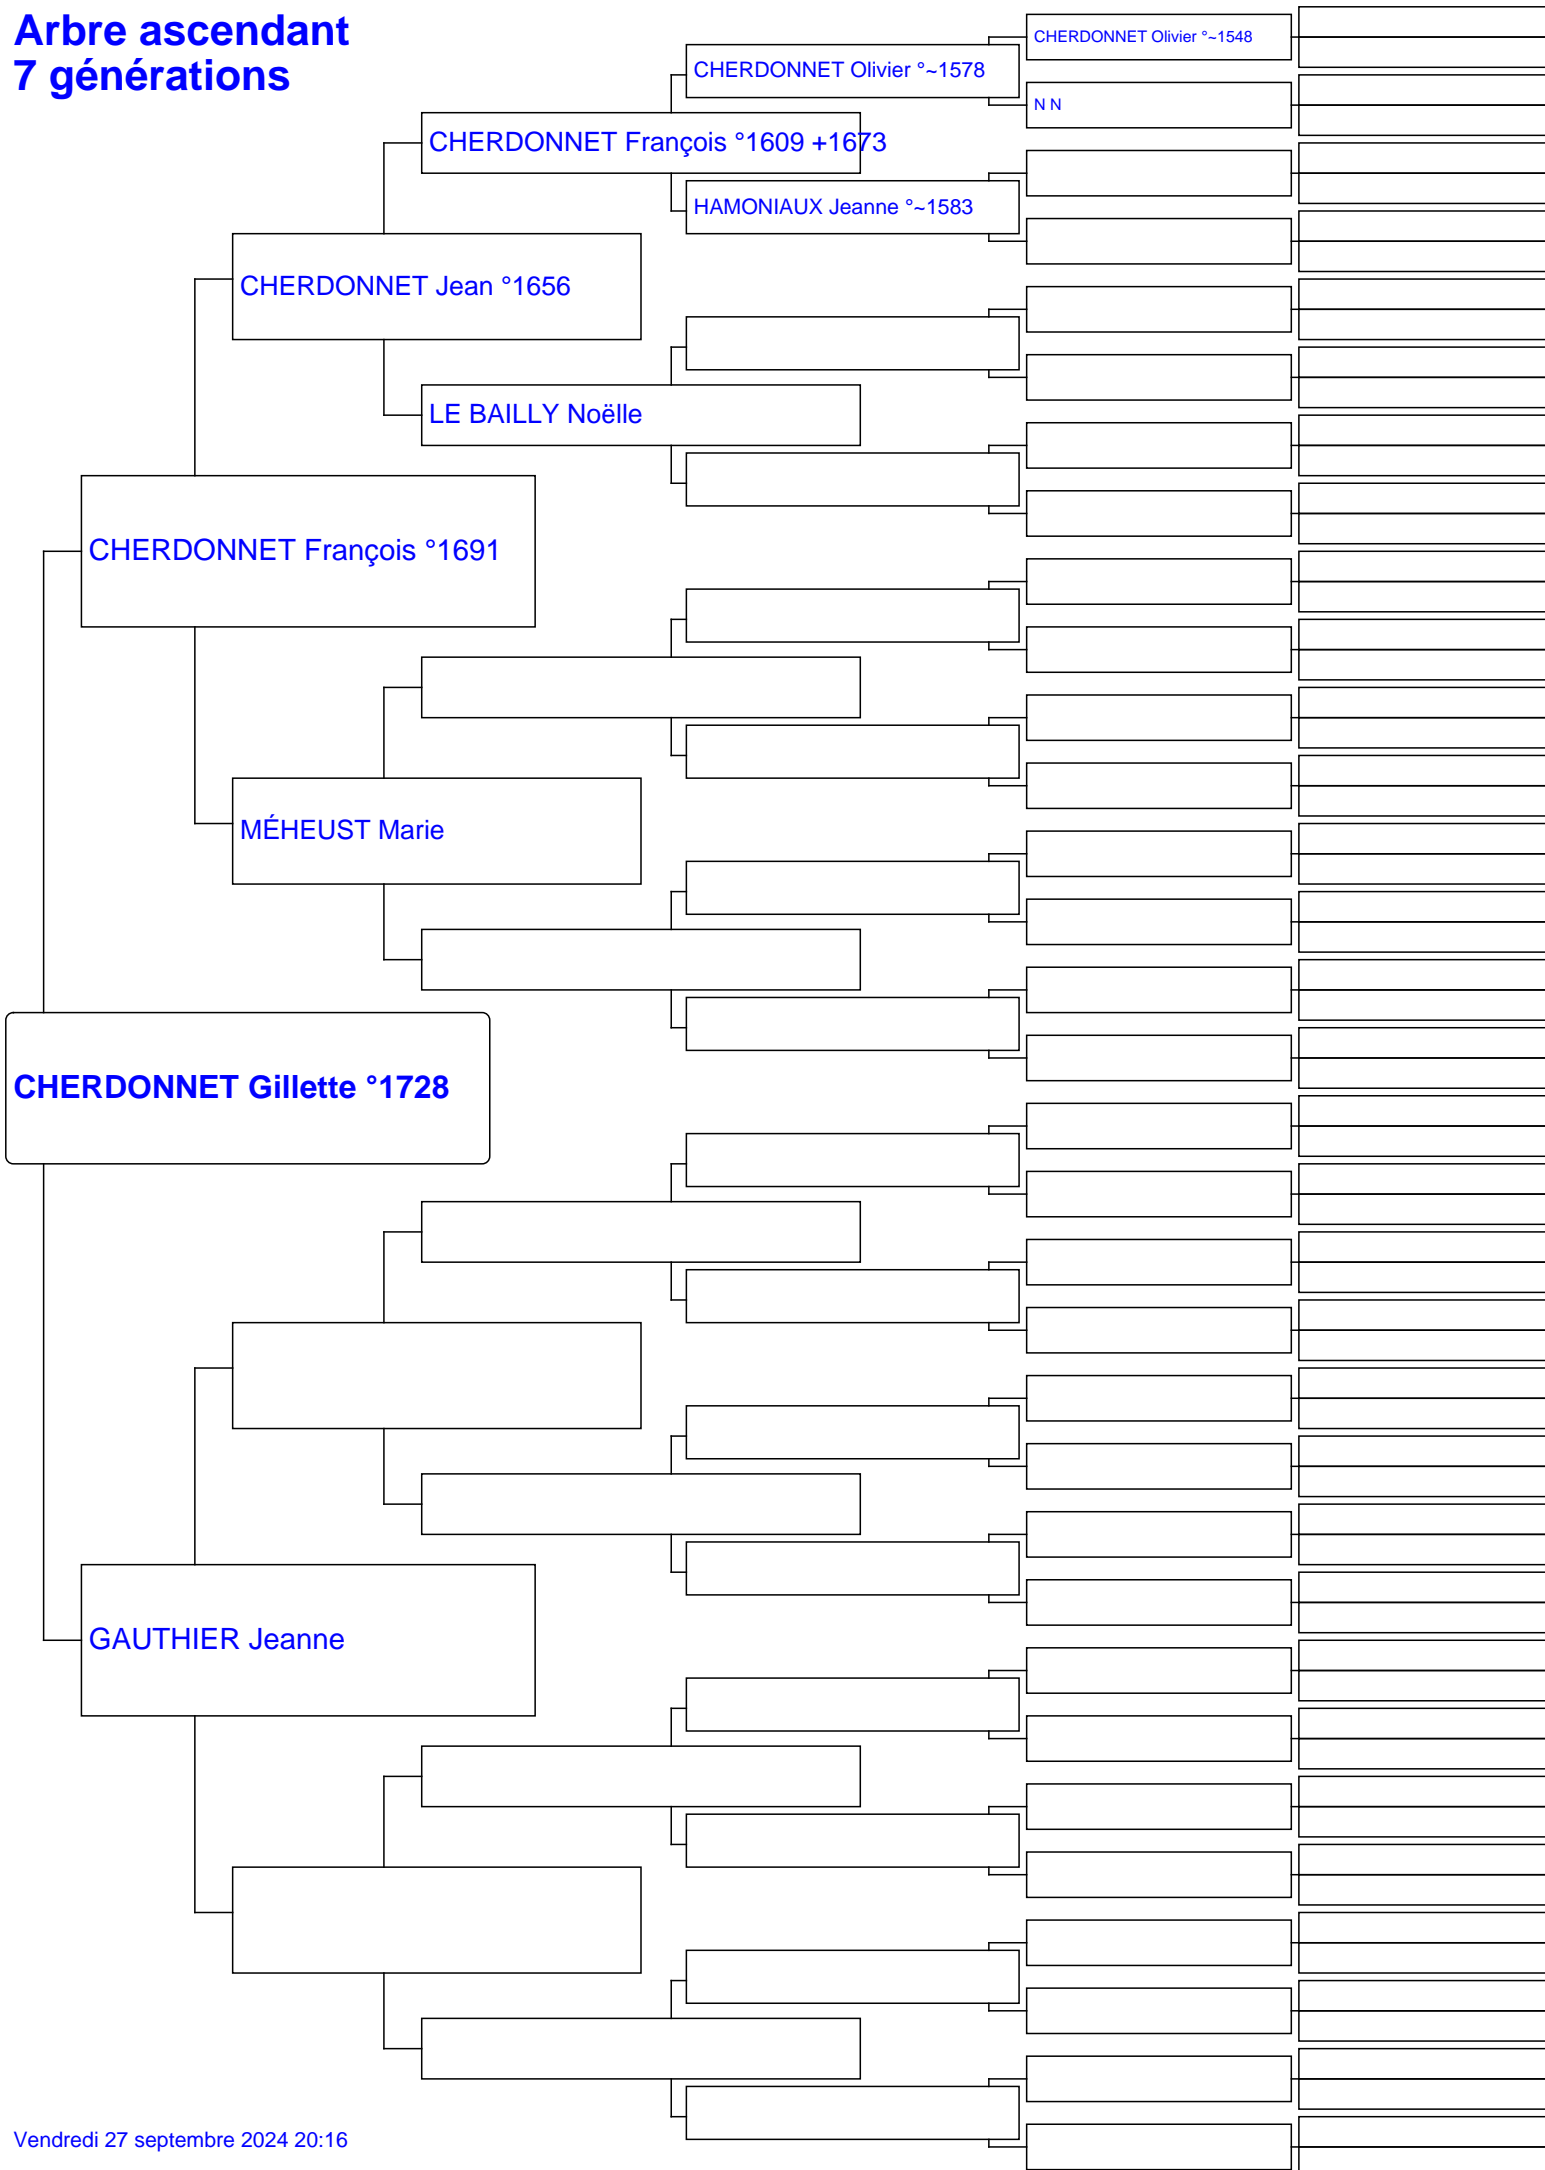 Arbre ascendant
7 générations
CHERDONNET Olivier °~1548
CHERDONNET Olivier °~1578
N N
CHERDONNET François °1609 +1673
HAMONIAUX Jeanne °~1583
CHERDONNET Jean °1656
LE BAILLY Noëlle
CHERDONNET François °1691
MÉHEUST Marie
CHERDONNET Gillette °1728
GAUTHIER Jeanne
Vendredi 27 septembre 2024 20:16